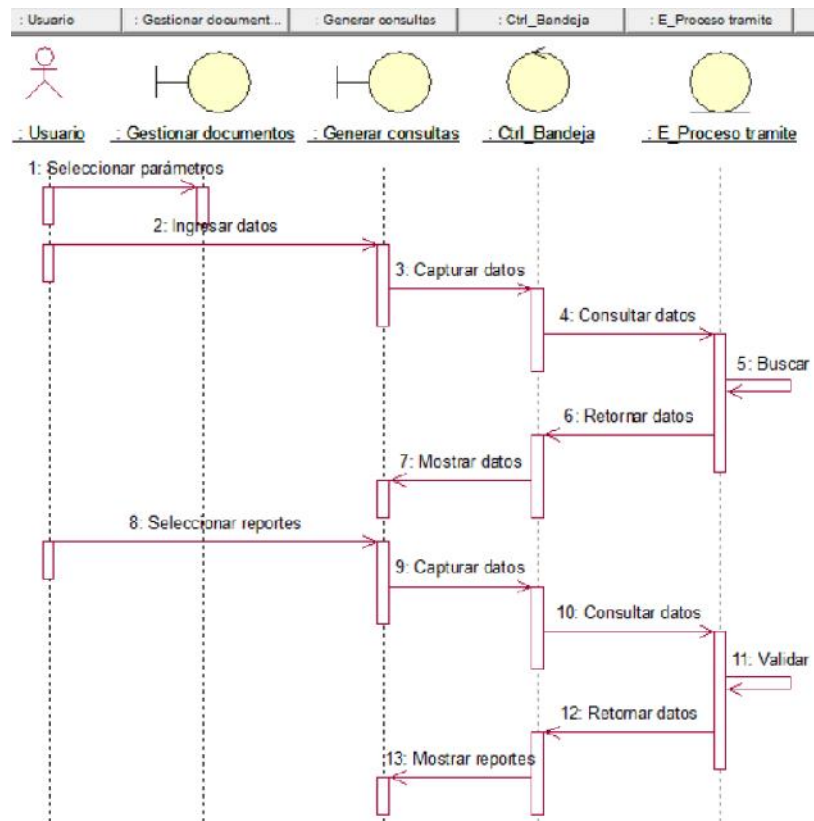 : Usuario
: Gestionar document...
: Generar consultas
: Ctrl_Bandeja
: E_Proceso tramite
: Usuario
: Gestionar documentos
: Generar consultas
: Ctrl_Bandeja
: E_Proceso tramite
1: Seleccionar parámetros
2: Ingresar datos
3: Capturar datos
4: Consultar datos
5: Buscar
6: Retornar datos
7: Mostrar datos
8: Seleccionar reportes
9: Capturar datos
10: Consultar datos
11: Validar
12: Retornar datos
13: Mostrar reportes